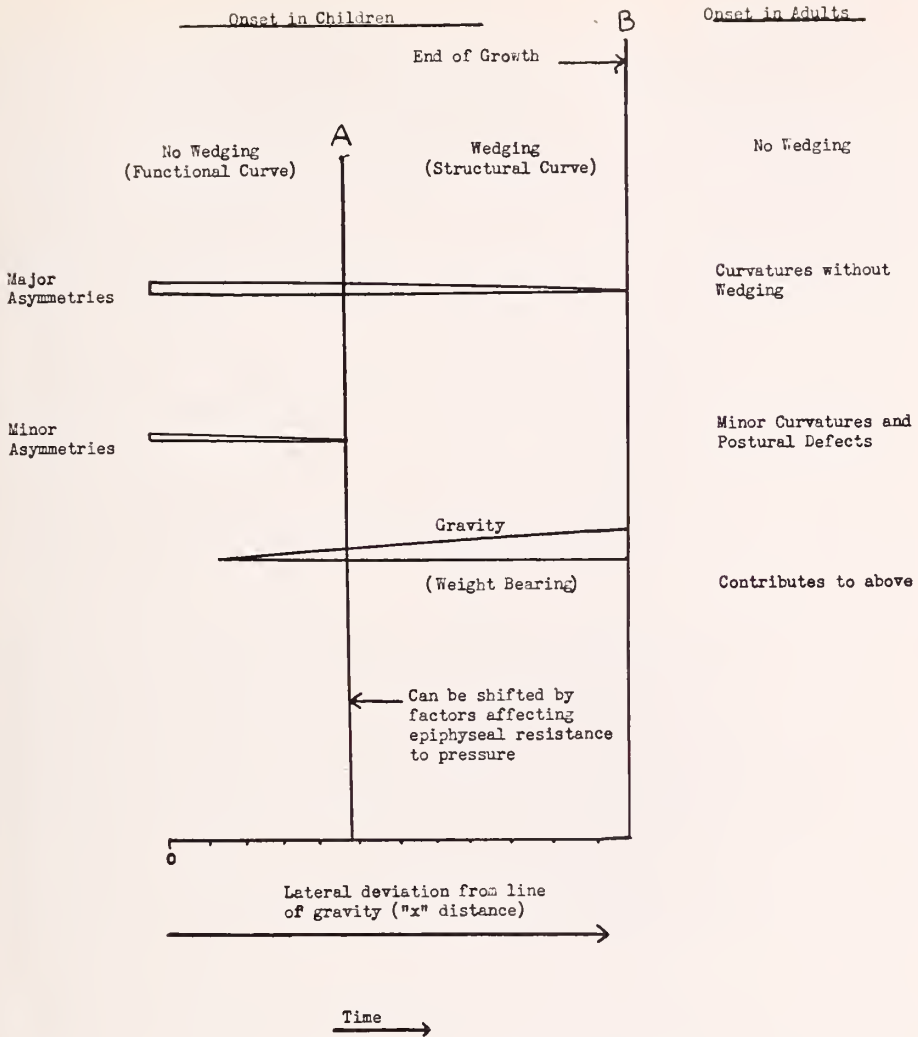 Onset in Children
B
Onset in Adults
End of Growth
A
No Wedging
(Functional Curve)
Wedging
(Structural Curve)
No Wedging
Major
Asymmetries
Curvatures without
Wedging
Minor
Asymmetries
Minor Curvatures and
Postural Defects
Gravity
(Weight Bearing)
Contributes to above
Can be shifted by
factors affecting
epiphyseal resistance
to pressure
0
Lateral deviation from line
of gravity ("x" distance)
Time